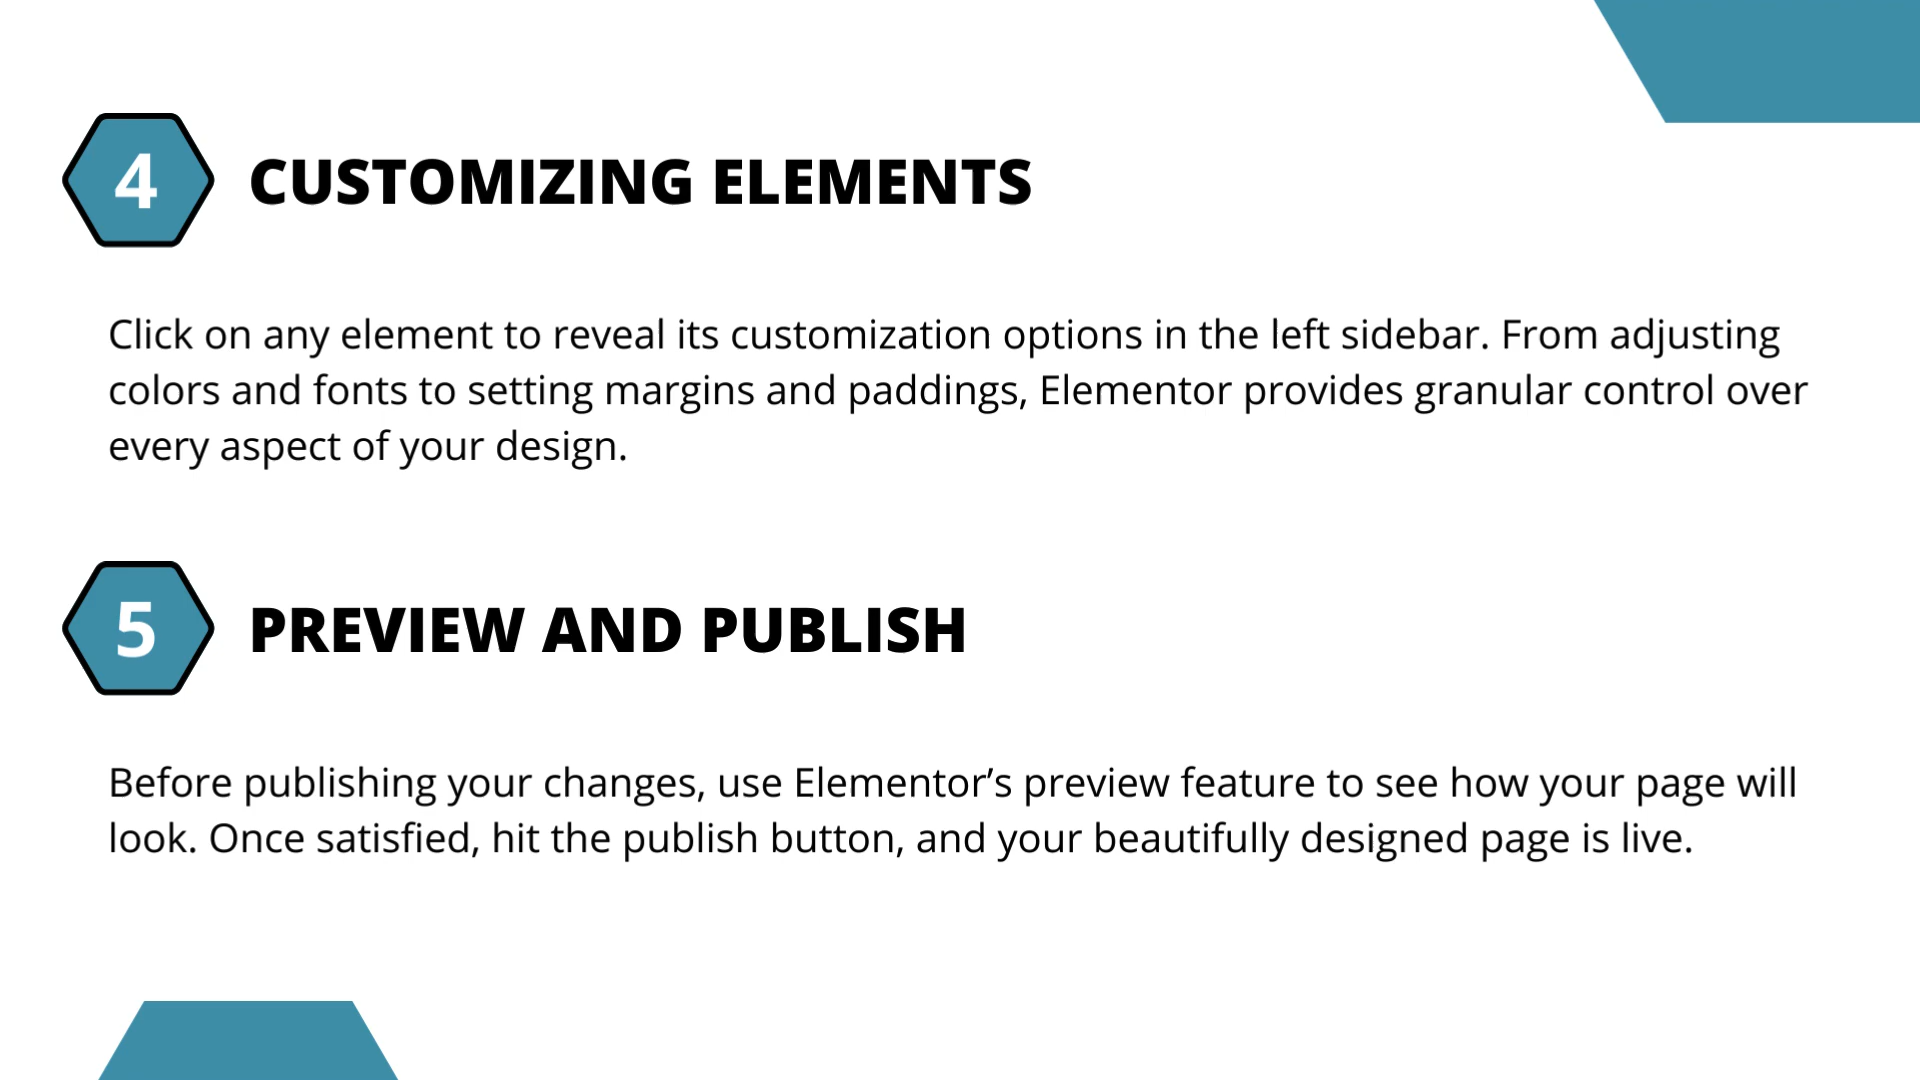 4
CUSTOMIZING ELEMENTS
Click on any element to reveal its customization options in the left sidebar. From adjusting
colors and fonts to setting margins and paddings, Elementor provides granular control over
every aspect of your design.
5
PREVIEW AND PUBLISH
Before publishing your changes, use Elementor’s preview feature to see how your page will
look. Once satisfied, hit the publish button, and your beautifully designed page is live.